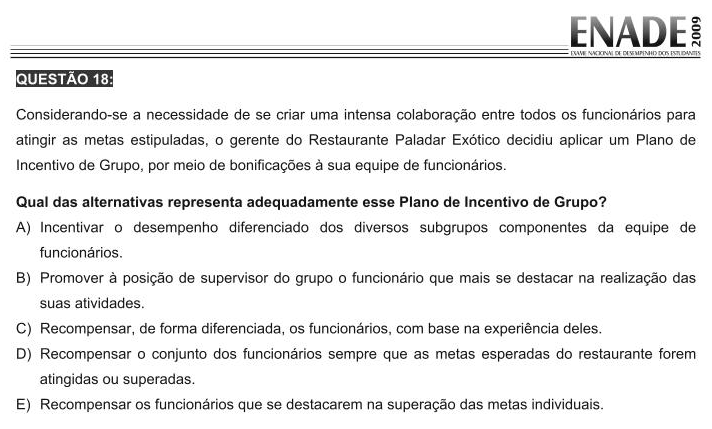 ENADE 2009
EXAME NACIONAL DE DESEMPENHO DOS ESTUDANTES
QUESTÃO 18:
Considerando-se a necessidade de se criar uma intensa colaboração entre todos os funcionários para
atingir as metas estipuladas, o gerente do Restaurante Paladar Exótico decidiu aplicar um Plano de
Incentivo de Grupo, por meio de bonificações à sua equipe de funcionários.
Qual das alternativas representa adequadamente esse Plano de Incentivo de Grupo?
A) Incentivar o desempenho diferenciado dos diversos subgrupos componentes da equipe de
funcionários.
B) Promover à posição de supervisor do grupo o funcionário que mais se destacar na realização das
suas atividades.
C) Recompensar, de forma diferenciada, os funcionários, com base na experiência deles.
D) Recompensar o conjunto dos funcionários sempre que as metas esperadas do restaurante forem
atingidas ou superadas.
E) Recompensar os funcionários que se destacarem na superação das metas individuais.